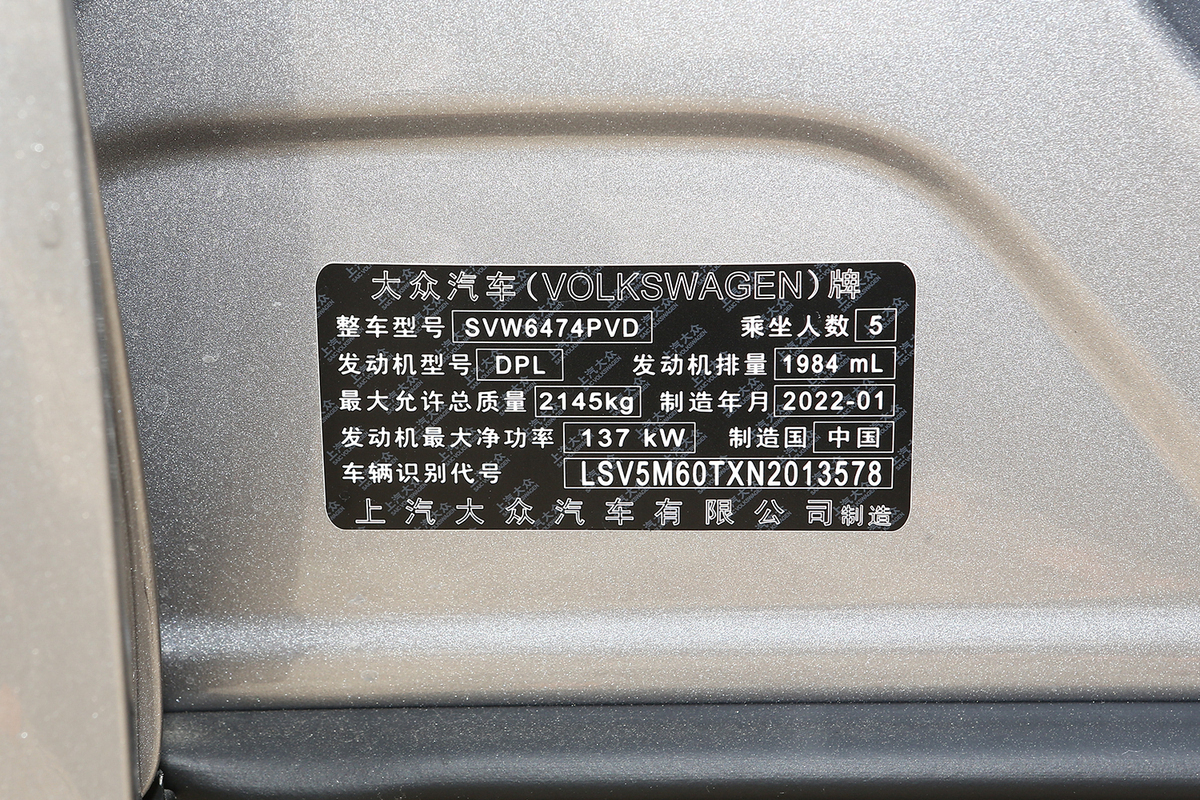 大众汽车(VOLKSWAGEN)牌
整车型号 SVW6474PVD 乘坐人数 5
发动机型号 DPL 发动机排量 1984 mL
最大允许总质量 2145kg 制造年月 2022-01
发动机最大净功率 137 kW 制造国 中国
车辆识别代号 LSV5M60TXN2013578
上汽大众汽车有限公司制造